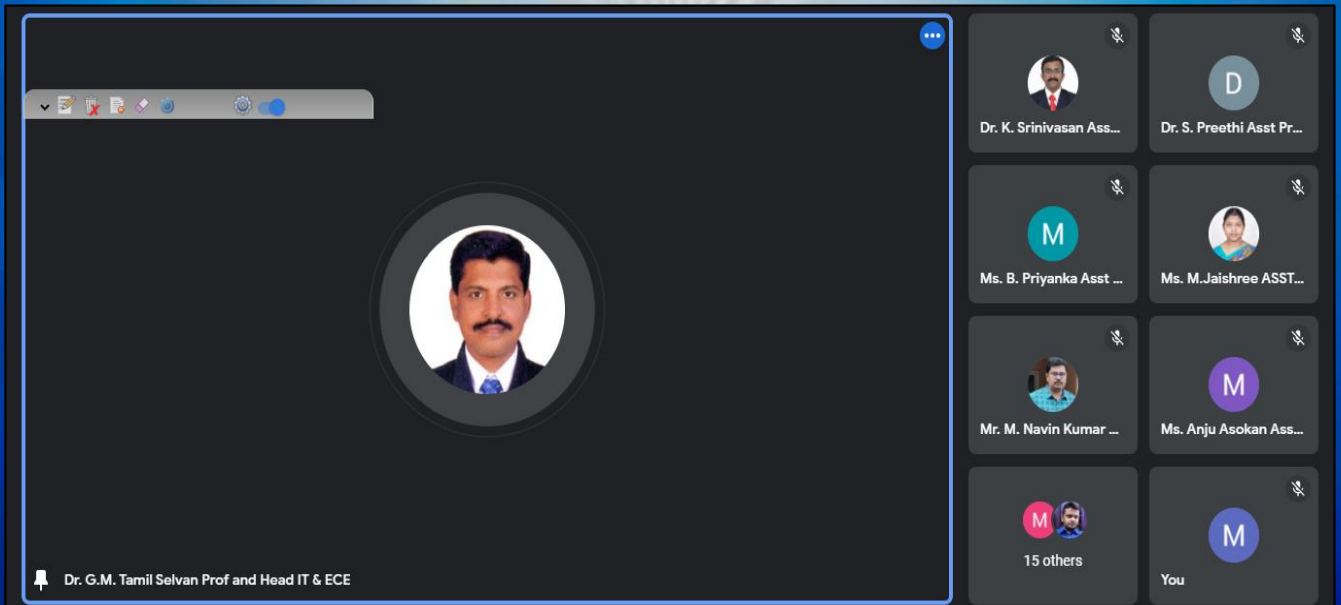 Dr. K. Srinivasan Ass...
D
Dr. S. Preethi Asst Pr...
M
Ms. B. Priyanka Asst ...
Ms. M.Jaishree ASST...
Mr. M. Navin Kumar ...
M
Ms. Anju Asokan Ass...
M
15 others
M
You
Dr. G.M. Tamil Selvan Prof and Head IT & ECE